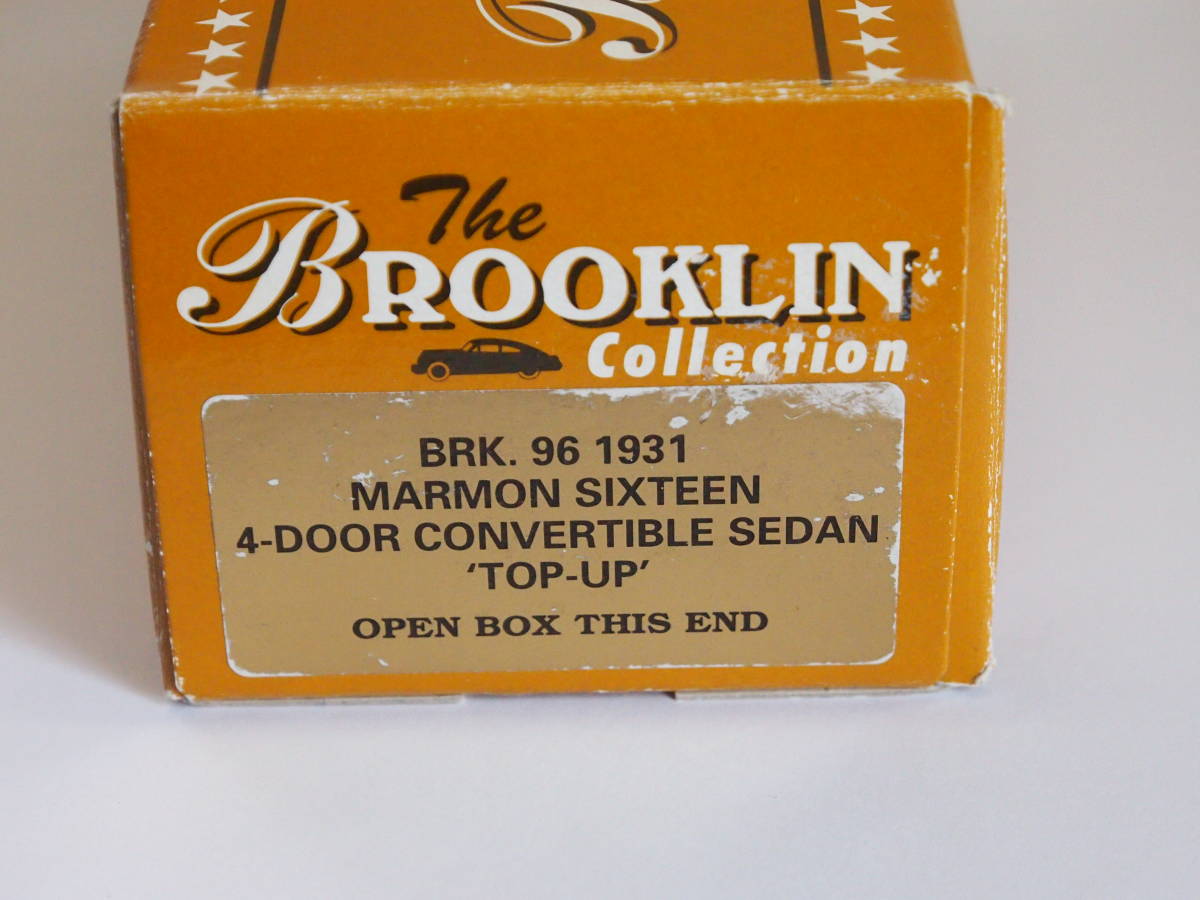 The
BROOKLIN
Collection
BRK. 96 1931
MARMON SIXTEEN
4-DOOR CONVERTIBLE SEDAN
‘TOP-UP’
OPEN BOX THIS END